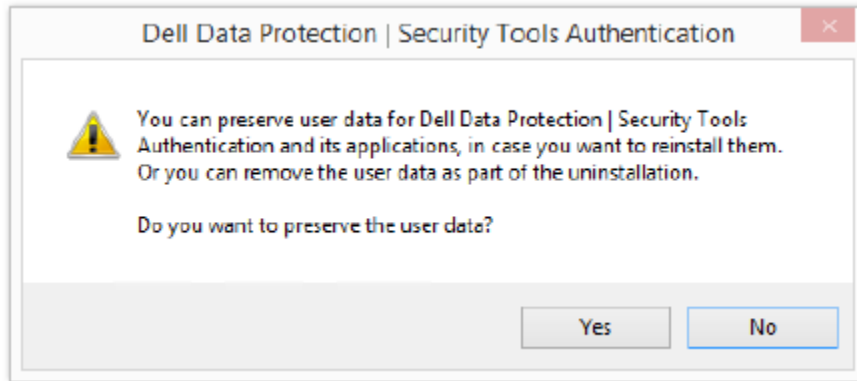 Dell Data Protection | Security Tools Authentication
You can preserve user data for Dell Data Protection | Security Tools
Authentication and its applications, in case you want to reinstall them.
Or you can remove the user data as part of the uninstallation.
Do you want to preserve the user data?
Yes No